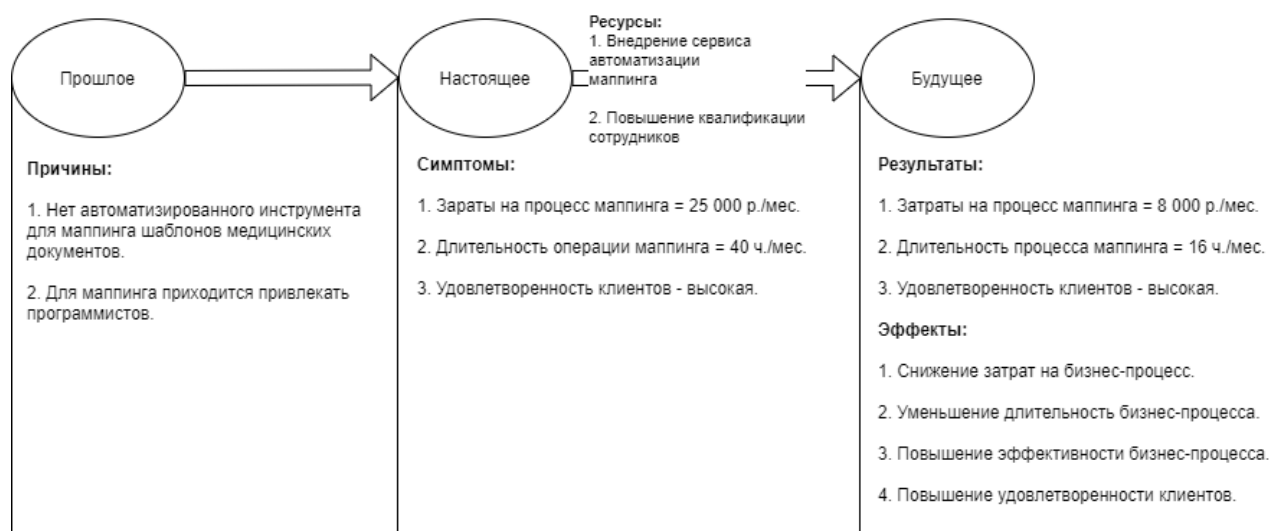 Прошлое
Настоящее
Ресурсы:
1. Внедрение сервиса
автоматизации
маппинга
2. Повышение квалификации
сотрудников
Будущее
Причины:
1. Нет автоматизированного инструмента
для маппинга шаблонов медицинских
документов.
2. Для маппинга приходится привлекать
программистов.
Симптомы:
1. Зараты на процесс маппинга = 25 000 р./мес.
2. Длительность операции маппинга = 40 ч./мес.
3. Удовлетворенность клиентов - высокая.
Результаты:
1. Затраты на процесс маппинга = 8 000 р./мес.
2. Длительность процесса маппинга = 16 ч./мес.
3. Удовлетворенность клиентов - высокая.
Эффекты:
1. Снижение затрат на бизнес-процесс.
2. Уменьшение длительность бизнес-процесса.
3. Повышение эффективности бизнес-процесса.
4. Повышение удовлетворенности клиентов.